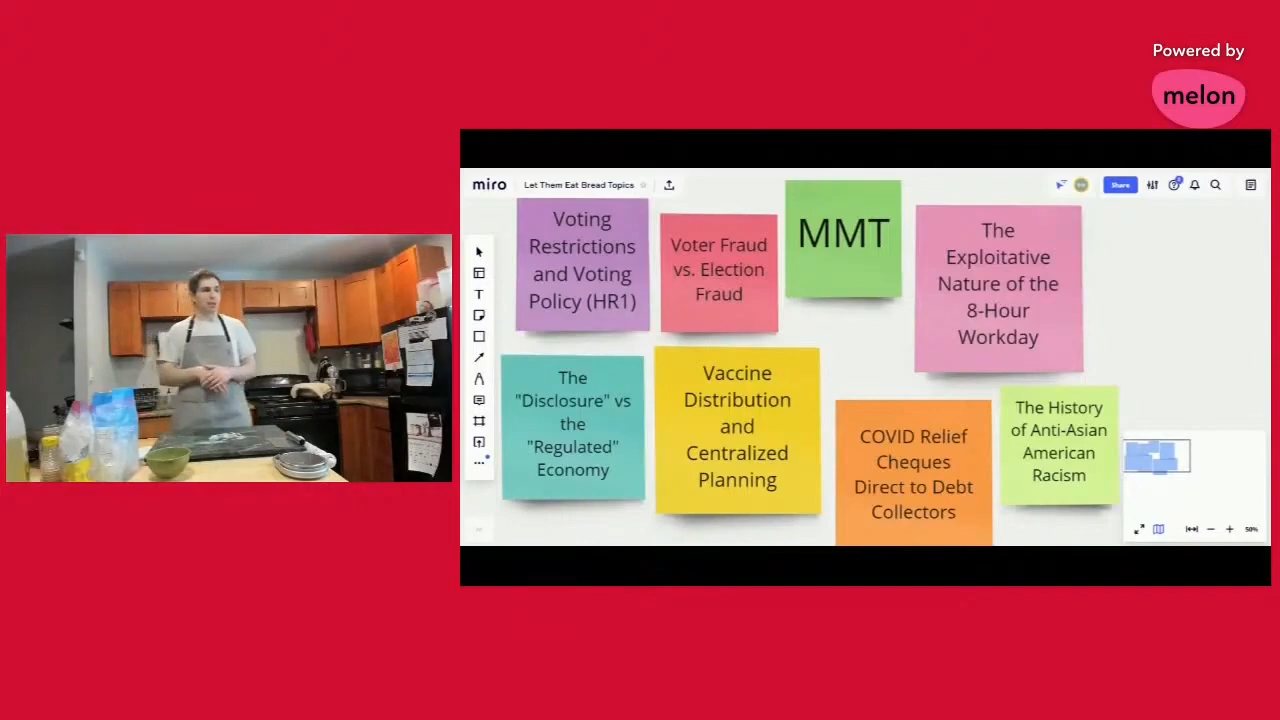 Powered by
melon
miro
Let Them Eat Bread Topics
Share
Voting
Restrictions
and Voting
Policy (HR1)
Voter Fraud
vs. Election
Fraud
MMT
The
Exploitative
Nature of the
8-Hour
Workday
The
"Disclosure" vs
the
"Regulated"
Economy
Vaccine
Distribution
and
Centralized
Planning
COVID Relief
Cheques
Direct to Debt
Collectors
The History
of Anti-Asian
American
Racism
50%